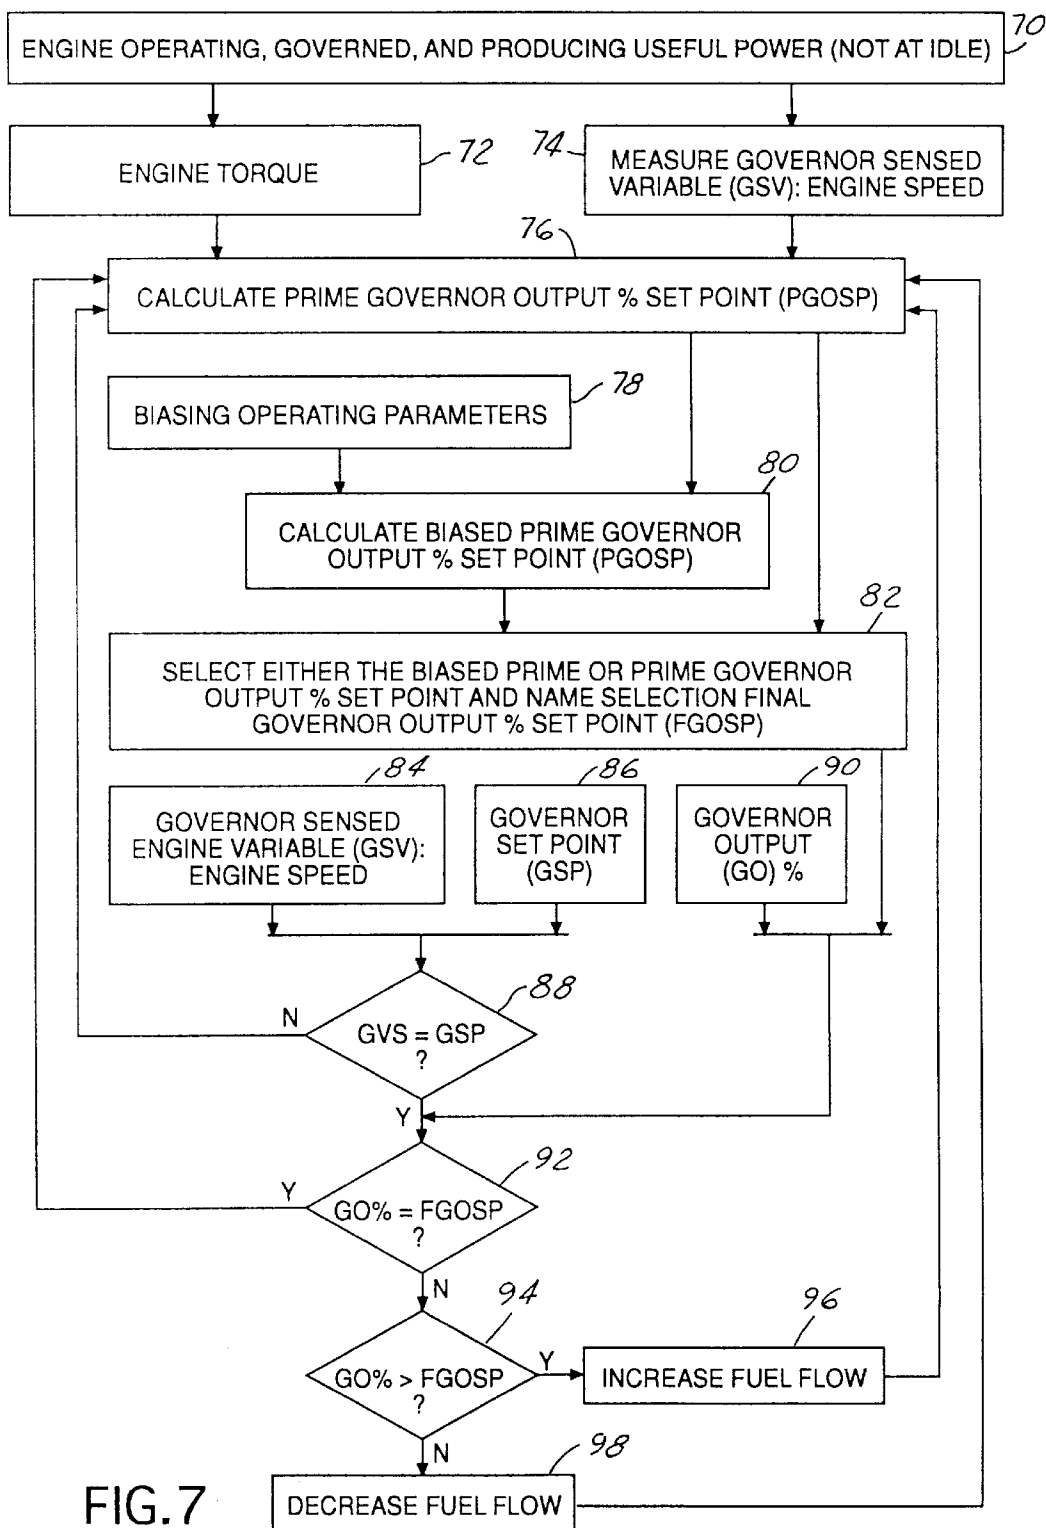 ENGINE OPERATING, GOVERNED, AND PRODUCING USEFUL POWER (NOT AT IDLE)
70
ENGINE TORQUE
72
74
MEASURE GOVERNOR SENSED
VARIABLE (GSV): ENGINE SPEED
76
CALCULATE PRIME GOVERNOR OUTPUT % SET POINT (PGOSP)
78
BIASING OPERATING PARAMETERS
80
CALCULATE BIASED PRIME GOVERNOR
OUTPUT % SET POINT (PGOSP)
82
SELECT EITHER THE BIASED PRIME OR PRIME GOVERNOR
OUTPUT % SET POINT AND NAME SELECTION FINAL
GOVERNOR OUTPUT % SET POINT (FGOSP)
84
GOVERNOR SENSED
ENGINE VARIABLE (GSV):
ENGINE SPEED
86
GOVERNOR
SET POINT
(GSP)
90
GOVERNOR
OUTPUT
(GO) %
88
N
GVS = GSP
?
Y
92
Y
GO% = FGOSP
?
N
94
GO% > FGOSP
?
Y
96
INCREASE FUEL FLOW
N
98
DECREASE FUEL FLOW
FIG.7